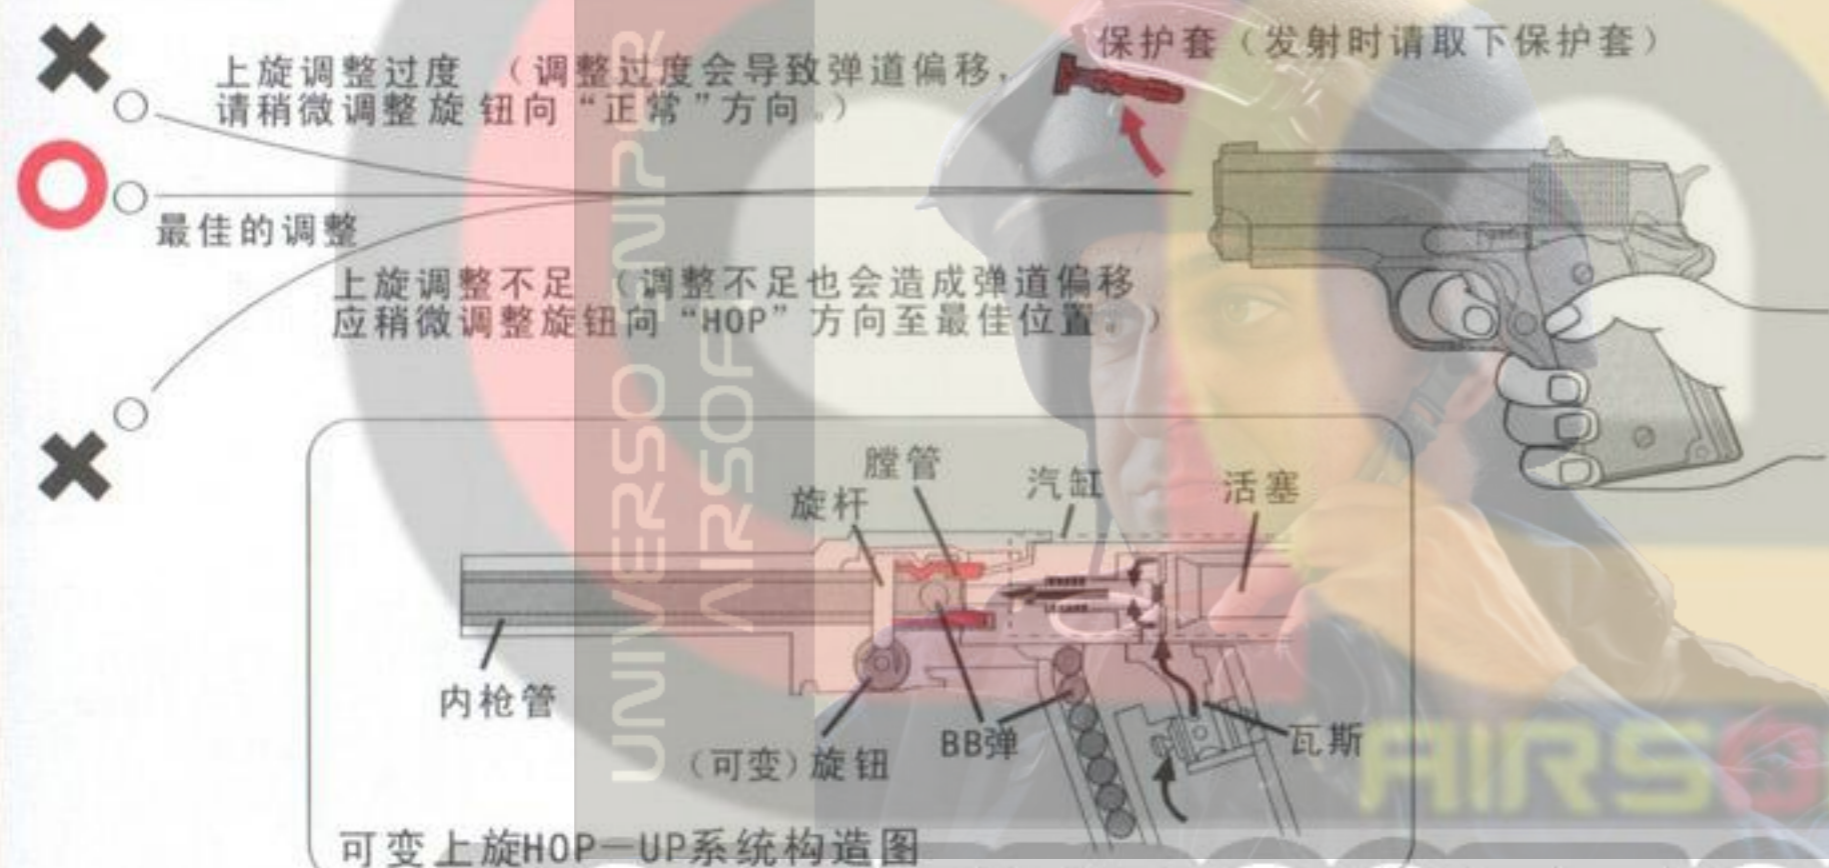 保护套（发射时请取下保护套）
上旋调整过度 （调整过度会导致弹道偏移，
请稍微调整旋钮向“正常”方向。）
最佳的调整
上旋调整不足 （调整不足也会造成弹道偏移
应稍微调整旋钮向“HOP”方向至最佳位置。）
膛管
汽缸
活塞
旋杆
内枪管
（可变）旋钮
BB弹
瓦斯
可变上旋HOP—UP系统构造图
UNIVERSO
AIRSOFT
AIRSO